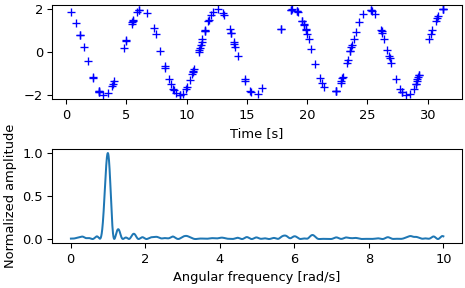 2
0
−2
0 5 10 15 20 25 30
Time [s]
Normalized amplitude
1.0
0.5
0.0
0 2 4 6 8 10
Angular frequency [rad/s]